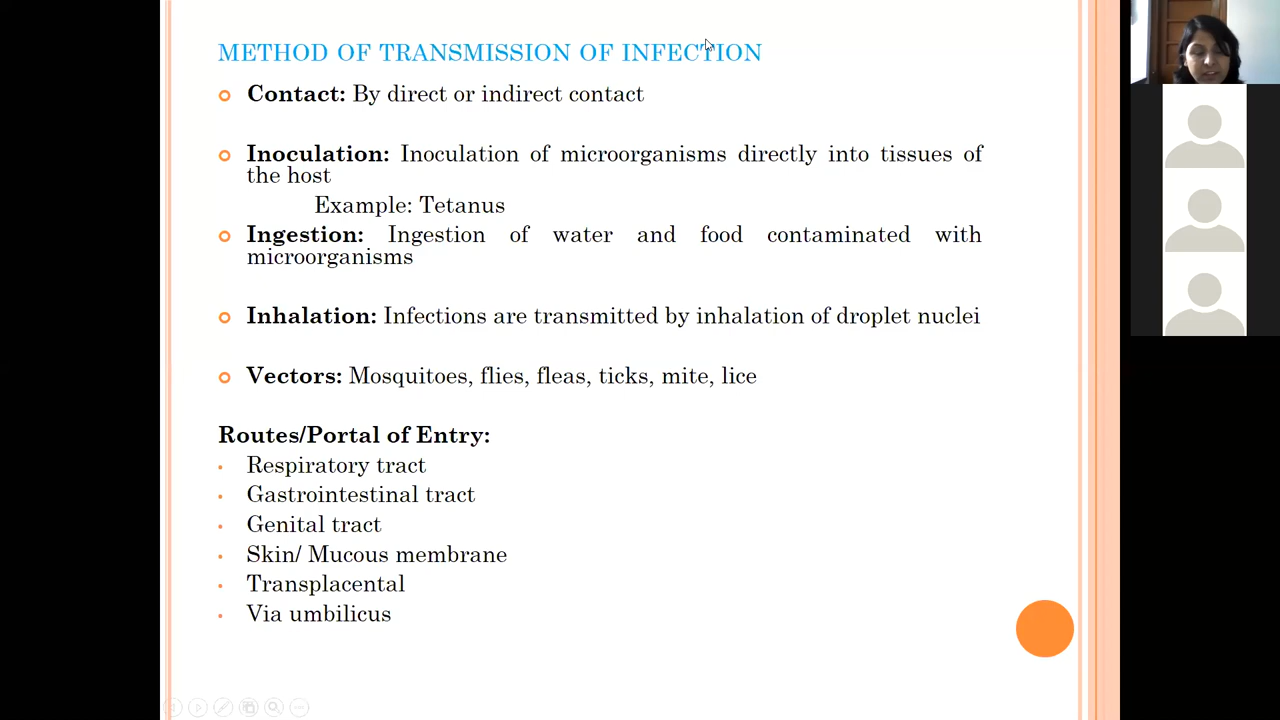 METHOD OF TRANSMISSION OF INFECTION
Contact: By direct or indirect contact
Inoculation: Inoculation of microorganisms directly into tissues of
the host
Example: Tetanus
Ingestion: Ingestion of water and food contaminated with
microorganisms
Inhalation: Infections are transmitted by inhalation of droplet nuclei
Vectors: Mosquitoes, flies, fleas, ticks, mite, lice
Routes/Portal of Entry:
Respiratory tract
Gastrointestinal tract
Genital tract
Skin/ Mucous membrane
Transplacental
Via umbilicus